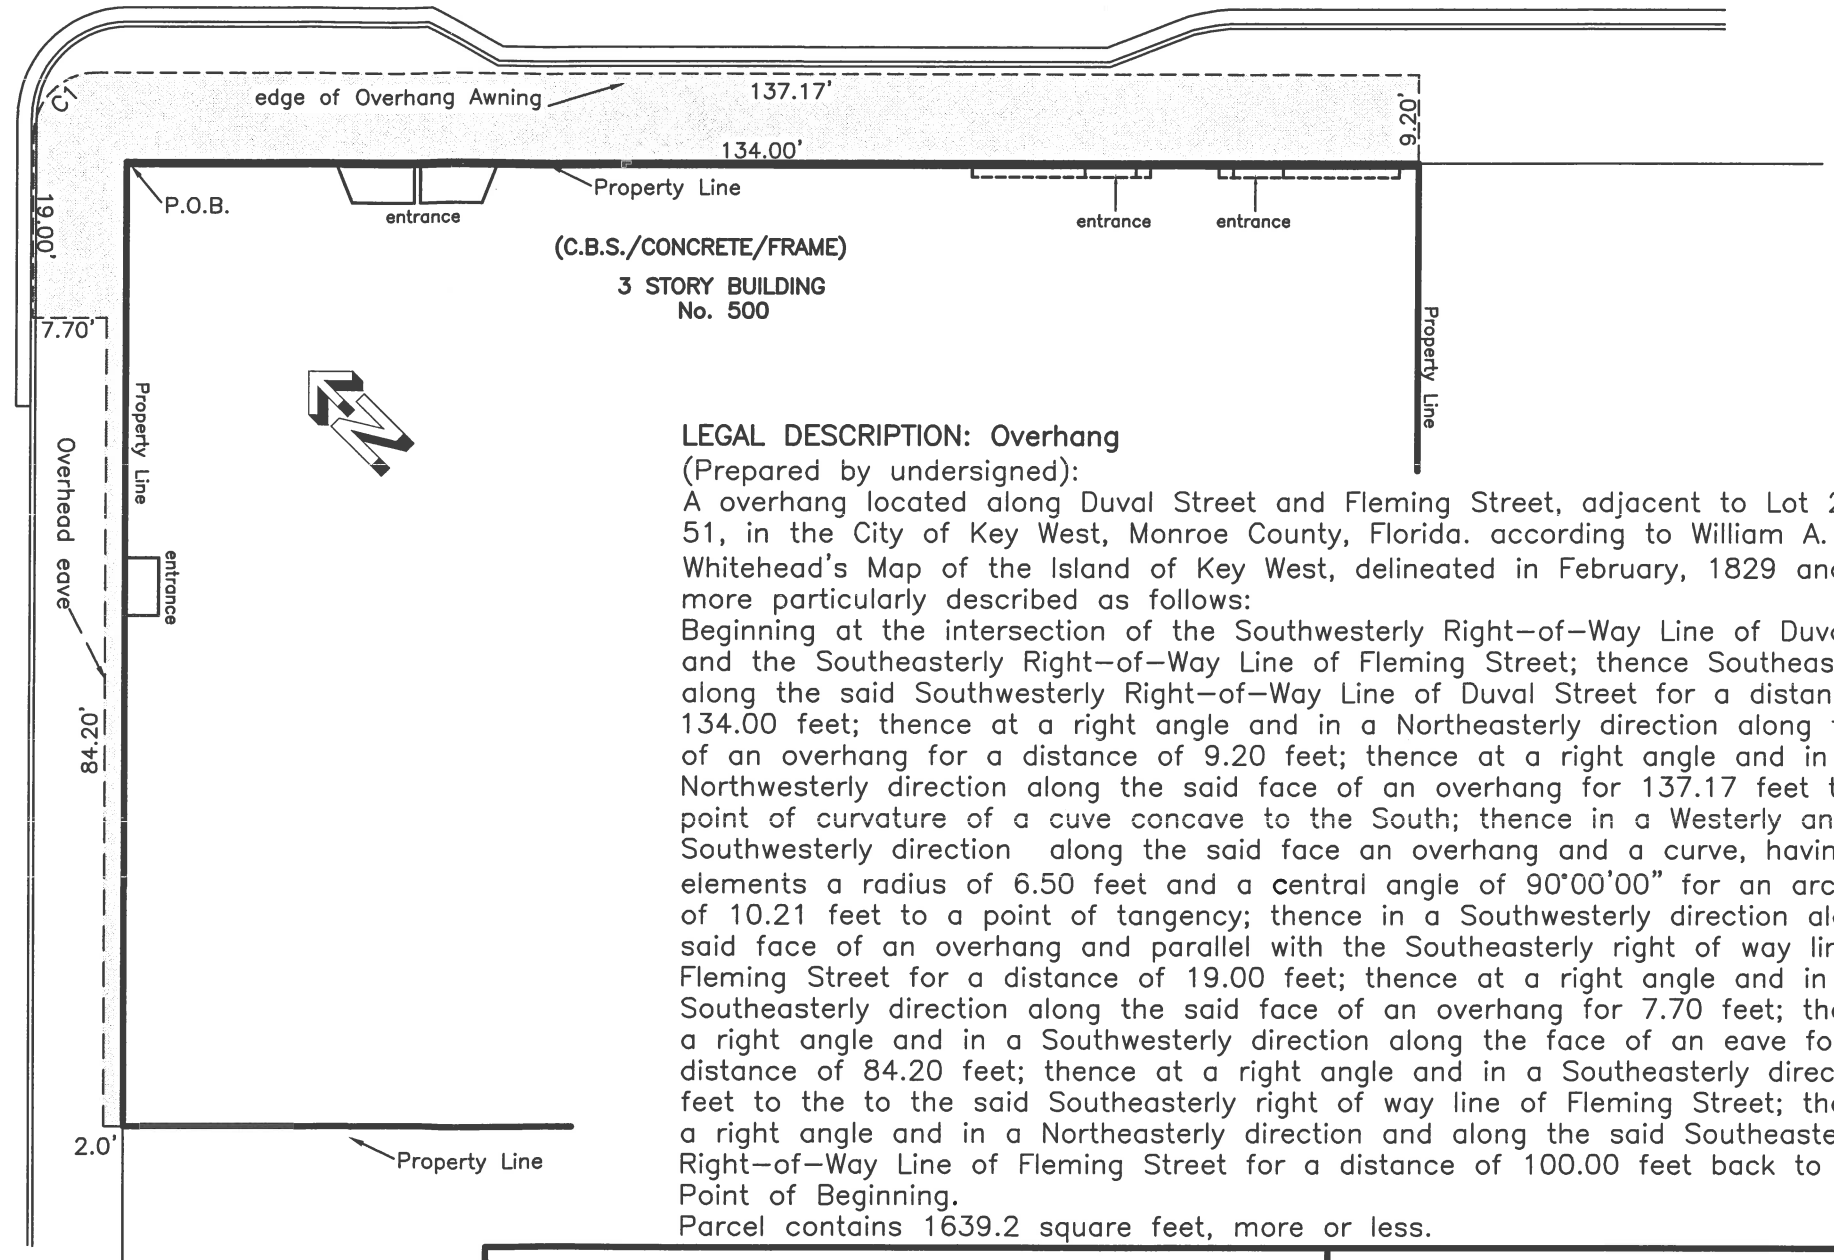 C1
edge of Overhang Awning
137.17'
9.20'
134.00'
Property Line
P.O.B.
19.00'
entrance
entrance
entrance
(C.B.S./CONCRETE/FRAME)
3 STORY BUILDING
No. 500
7.70'
Property Line
Property Line
N
Overhead eave
entrance
84.20'
2.0'
Property Line
LEGAL DESCRIPTION: Overhang
(Prepared by undersigned):
A overhang located along Duval Street and Fleming Street, adjacent to Lot 2
51, in the City of Key West, Monroe County, Florida. according to William A.
Whitehead's Map of the Island of Key West, delineated in February, 1829 and
more particularly described as follows:
Beginning at the intersection of the Southwesterly Right-of-Way Line of Duva
and the Southeasterly Right-of-Way Line of Fleming Street; thence Southeas
along the said Southwesterly Right-of-Way Line of Duval Street for a distan
134.00 feet; thence at a right angle and in a Northeasterly direction along
of an overhang for a distance of 9.20 feet; thence at a right angle and in
Northwesterly direction along the said face of an overhang for 137.17 feet t
point of curvature of a cuve concave to the South; thence in a Westerly an
Southwesterly direction along the said face an overhang and a curve, havin
elements a radius of 6.50 feet and a central angle of 90°00'00" for an arc
of 10.21 feet to a point of tangency; thence in a Southwesterly direction al
said face of an overhang and parallel with the Southeasterly right of way lin
Fleming Street for a distance of 19.00 feet; thence at a right angle and in
Southeasterly direction along the said face of an overhang for 7.70 feet; the
a right angle and in a Southwesterly direction along the face of an eave fo
distance of 84.20 feet; thence at a right angle and in a Southeasterly direc
feet to the to the said Southeasterly right of way line of Fleming Street; the
a right angle and in a Northeasterly direction and along the said Southeaste
Right-of-Way Line of Fleming Street for a distance of 100.00 feet back to
Point of Beginning.
Parcel contains 1639.2 square feet, more or less.